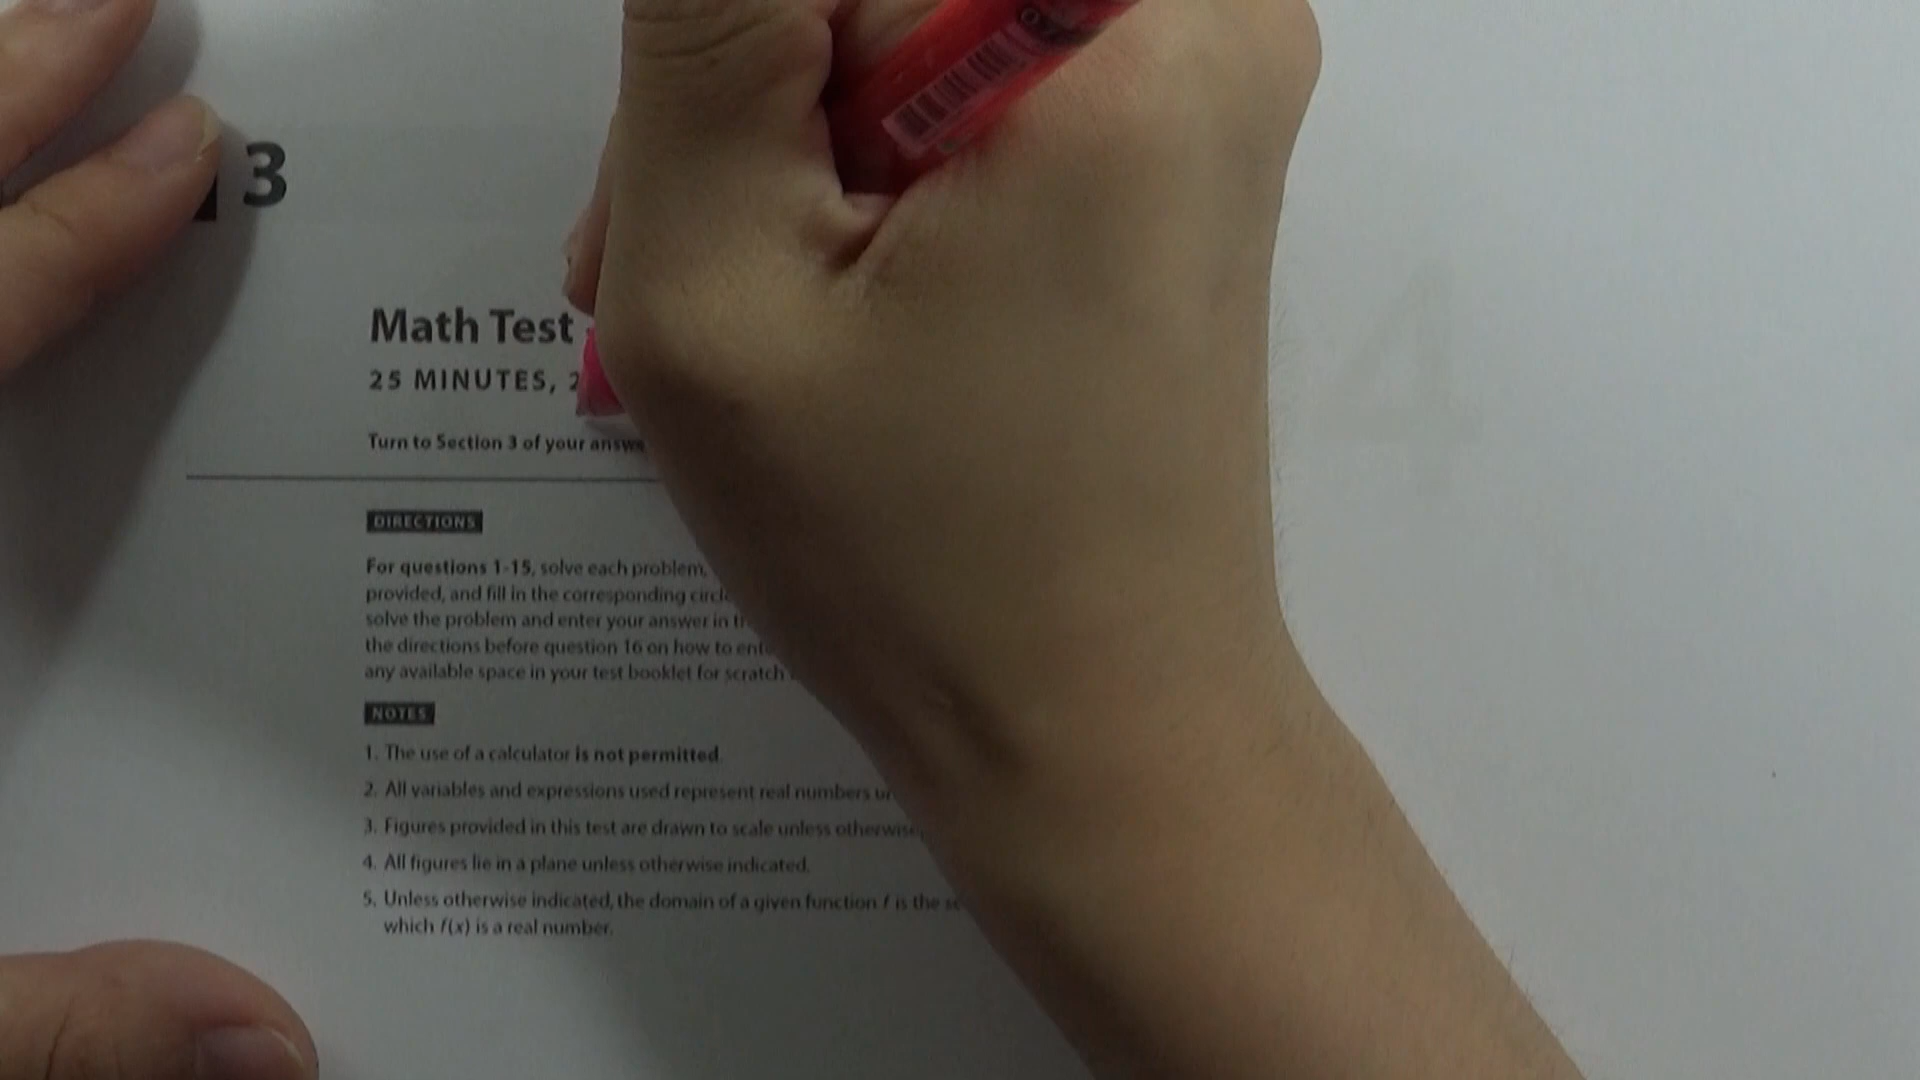 3
Math Test
25 MINUTES,
Turn to Section 3 of your
DIRECTIONS
For questions 1-15, solve each problem,
provided, and fill in the corresponding
solve the problem and enter your answer in
the directions before question 16 on how to
any available space in your test booklet for scratch
NOTES
1. The use of a calculator is not permitted.
2. All variables and expressions used represent real numbers
3. Figures provided in this test are drawn to scale unless
4. All figures lie in a plane unless otherwise indicated.
5. Unless otherwise indicated, the domain of a given function f is the
which f(x) is a real number.
4